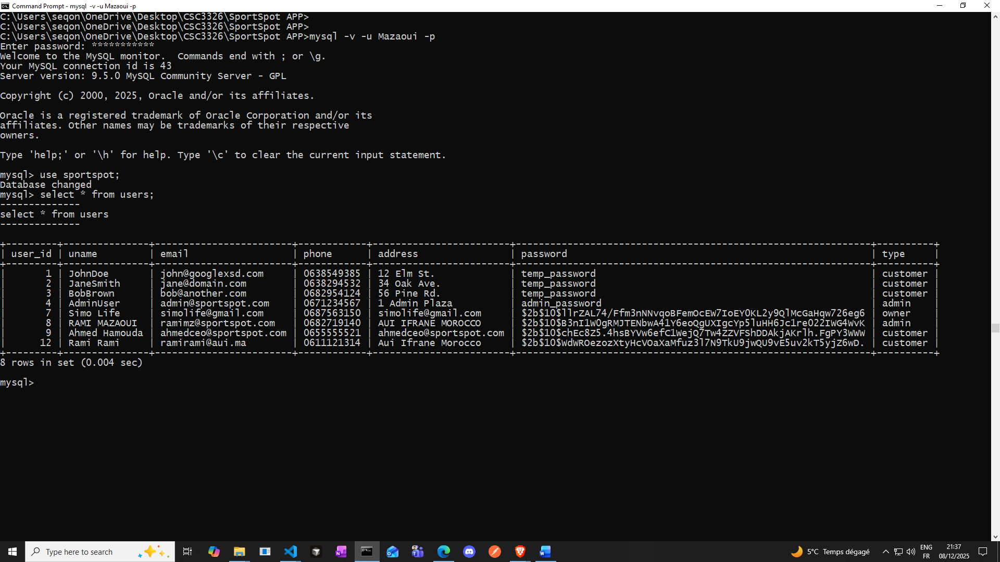 Command Prompt - mysql  -v -u Mazaoui -p
C:\Users\seqon\OneDrive\Desktop\CSC3326\SportSpot APP>
C:\Users\seqon\OneDrive\Desktop\CSC3326\SportSpot APP>
C:\Users\seqon\OneDrive\Desktop\CSC3326\SportSpot APP>mysql -v -u Mazaoui -p
Enter password: ***********
Welcome to the MySQL monitor.  Commands end with ; or \g.
Your MySQL connection id is 43
Server version: 9.5.0 MySQL Community Server - GPL
Copyright (c) 2000, 2025, Oracle and/or its affiliates.
Oracle is a registered trademark of Oracle Corporation and/or its
affiliates. Other names may be trademarks of their respective
owners.
Type 'help;' or '\h' for help. Type '\c' to clear the current input statement.
mysql> use sportspot;
Database changed
mysql> select * from users;
--------------
select * from users
--------------
+---------+---------------+------------------------+------------+------------------------+--------------------------------------------------------------+----------+
| user_id | uname         | email                  | phone      | address                | password                                                     | type     |
+---------+---------------+------------------------+------------+------------------------+--------------------------------------------------------------+----------+
|       1 | JohnDoe       | john@googlexsd.com     | 0638549385 | 12 Elm St.             | temp_password                                                | customer |
|       2 | JaneSmith     | jane@domain.com        | 0638294532 | 34 Oak Ave.            | temp_password                                                | customer |
|       3 | BobBrown      | bob@another.com        | 0682954124 | 56 Pine Rd.            | temp_password                                                | customer |
|       4 | AdminUser     | admin@sportspot.com    | 0671234567 | 1 Admin Plaza          | admin_password                                               | admin    |
|       7 | Simo Life     | simolife@gmail.com     | 0687563150 | simolife@gmail.com     | $2b$10$llrZAL74/Ffm3nNNvqoBFemOcEW7IoEY0KL2y9QlMcGaHqw726eg6 | owner    |
|       8 | RAMI MAZAOUI  | ramimz@sportspot.com   | 0682719140 | AUI IFRANE MOROCCO     | $2b$10$B3nI1W0gRMJTENbwA41Y6eoQgUXIgcYp5luHH6Jc1re022IWG4WvK | admin    |
|       9 | Ahmed Hamouda | ahmedceo@sportspot.com | 0655555521 | ahmedceo@sportspot.com | $2b$10$chEc8Z5.4hsBYVw6efC1WejQ7Tw4ZZVFShDDAkjAKrlh.FgPY3WWW | customer |
|      12 | Rami Rami     | ramirami@aui.ma        | 0611121314 | Aui Ifrane Morocco     | $2b$10$WdWROezozXtyHcVOaXaMfuz3l7N9TkU9jwQU9vE5uv2kT5yjZ6wD. | customer |
+---------+---------------+------------------------+------------+------------------------+--------------------------------------------------------------+----------+
8 rows in set (0.004 sec)
mysql>
Type here to search
5°C Temps dégagé
ENG
FR
21:37
08/12/2025